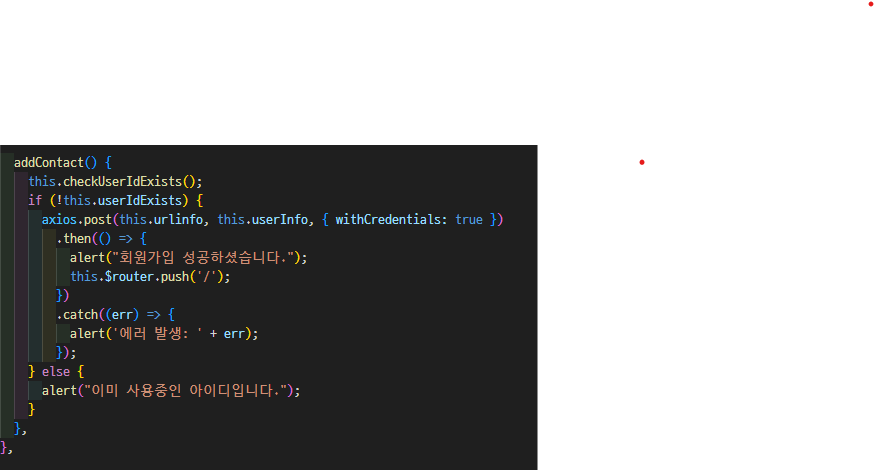 addContact() {
this.checkUserIdExists();
if (!this.userIdExists) {
axios.post(this.urlinfo, this.userInfo, { withCredentials: true })
.then(() => {
alert("회원가입 성공하셨습니다.");
this.$router.push('/');
})
.catch((err) => {
alert('에러 발생: ' + err);
});
} else {
alert("이미 사용중인 아이디입니다.");
}
},
},